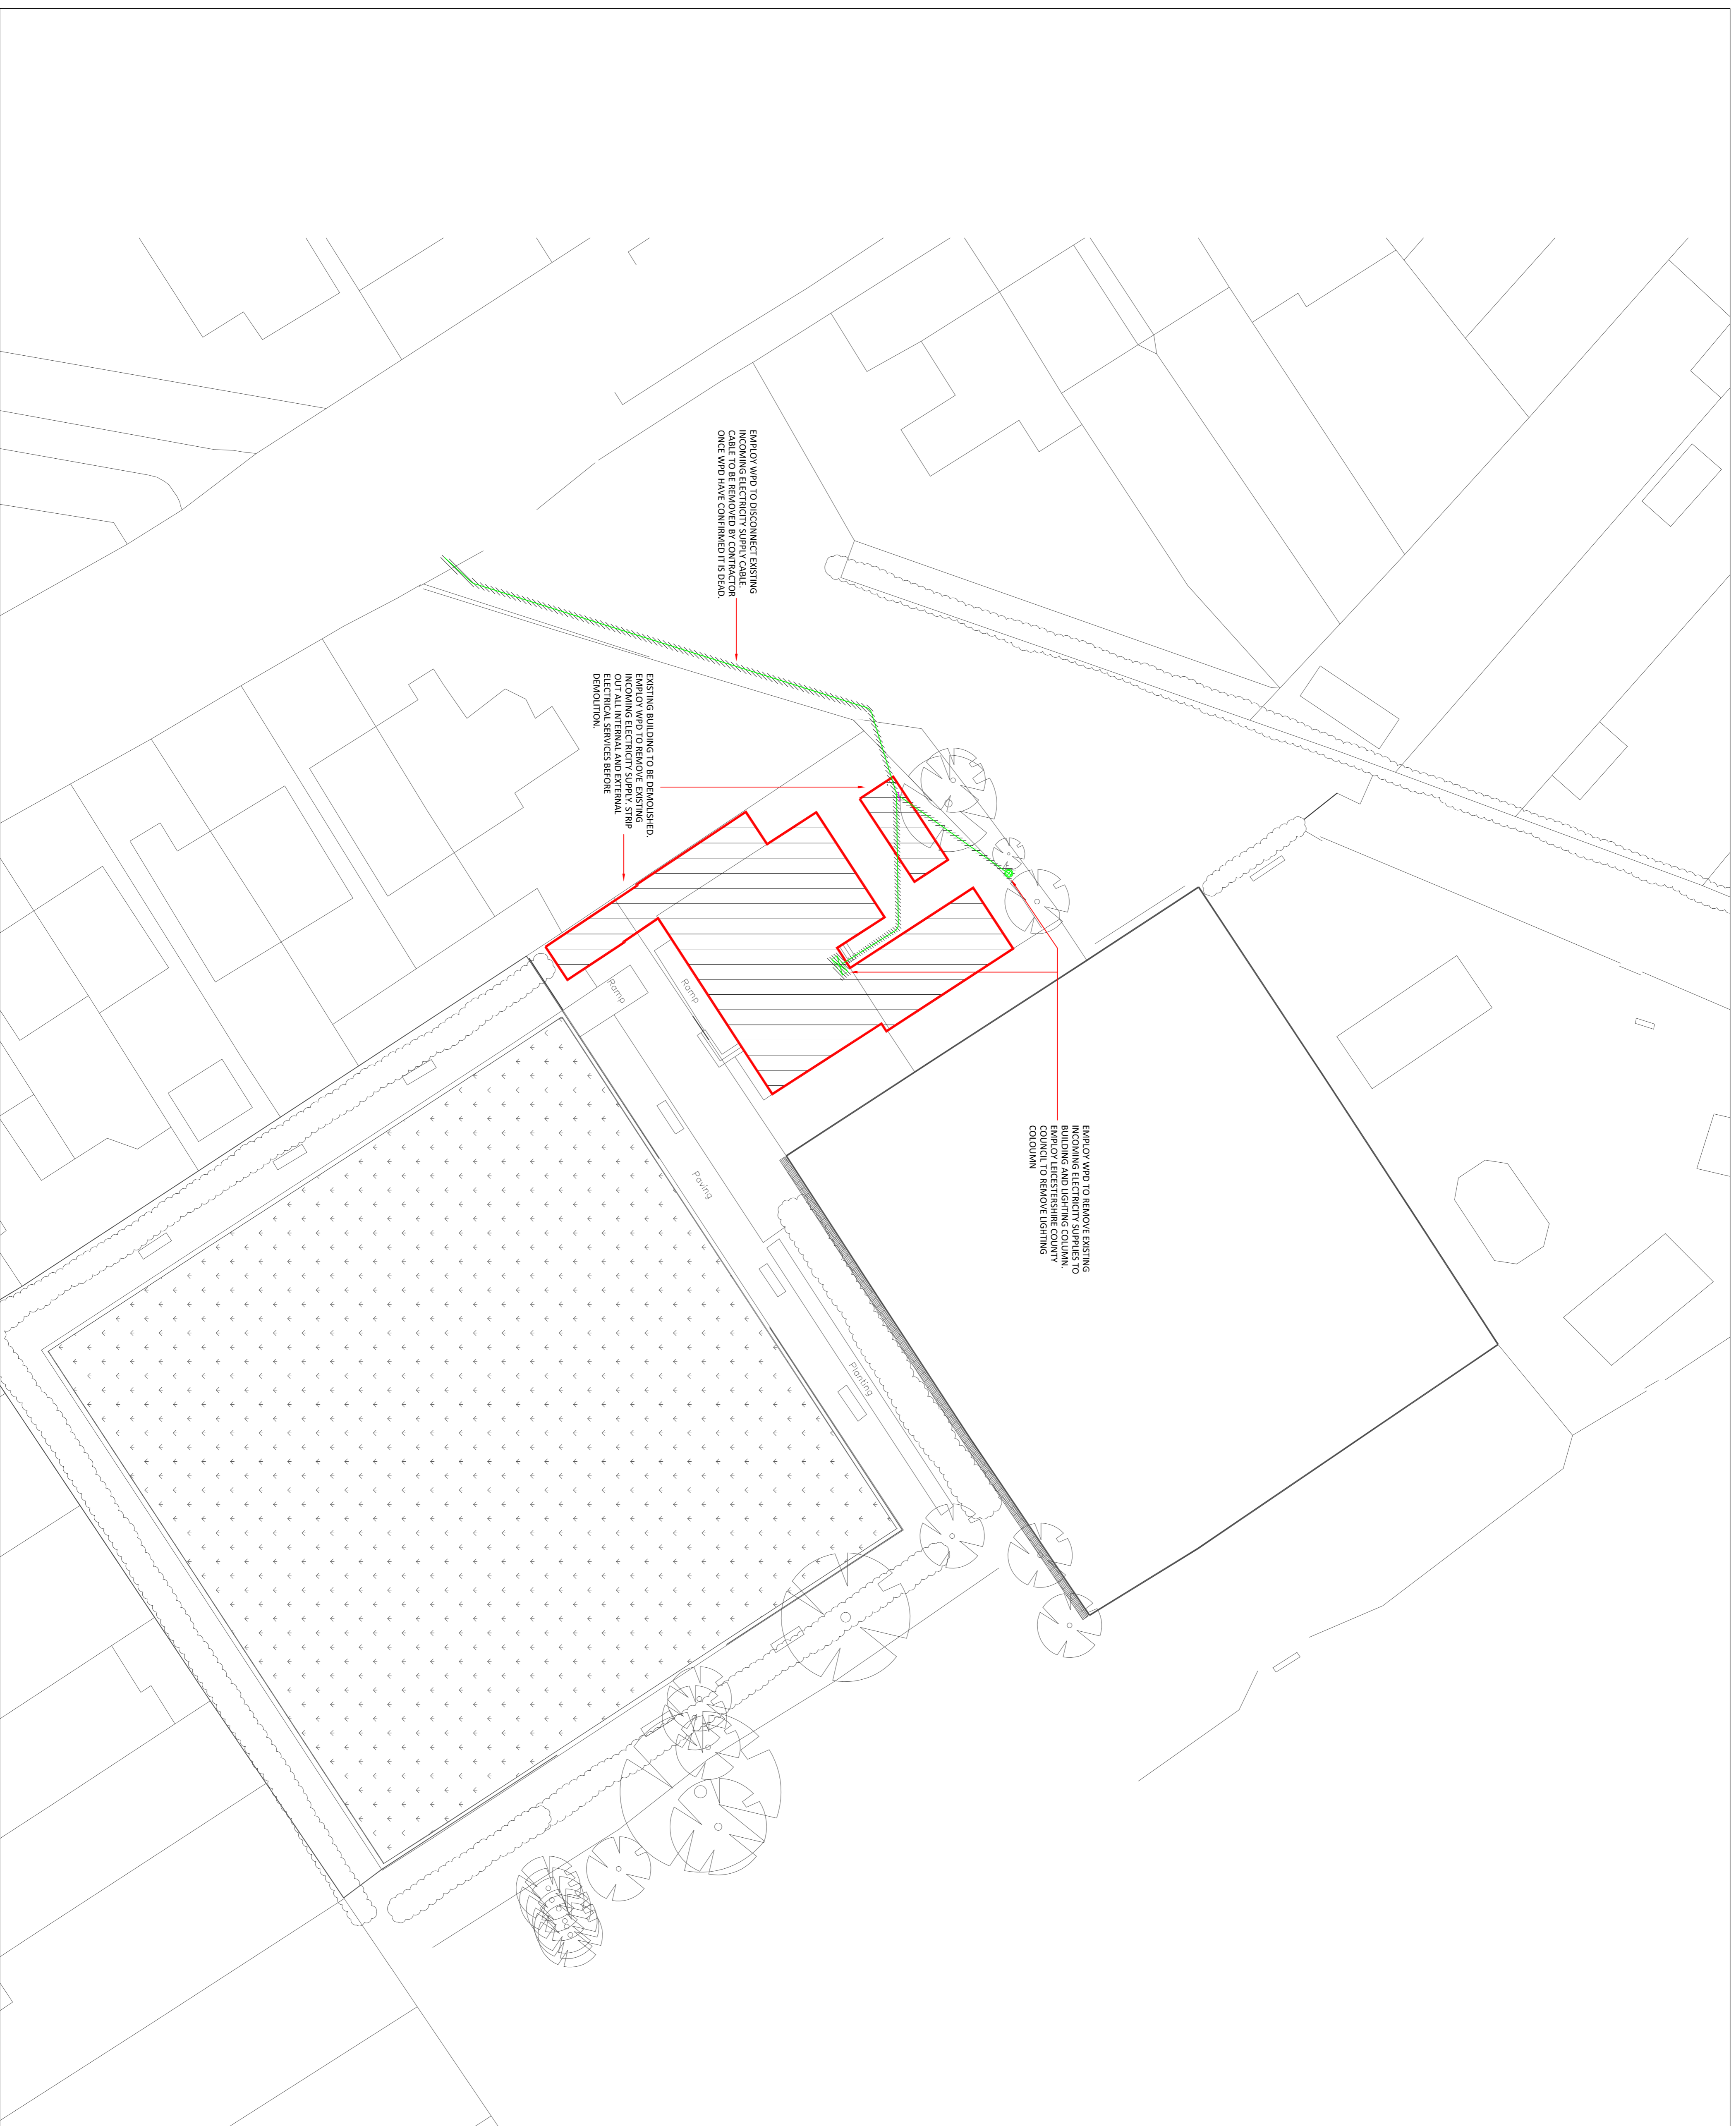 EMPLOY WPD TO DISCONNECT EXISTING
INCOMING ELECTRICITY SUPPLY CABLE.
CABLE TO BE REMOVED BY CONTRACTOR
ONCE WPD HAVE CONFIRMED IT IS DEAD.
EXISTING BUILDING TO BE DEMOLISHED.
EMPLOY WPD TO REMOVE EXISTING
INCOMING ELECTRICITY SUPPLY. STRIP
OUT ALL INTERNAL AND EXTERNAL
ELECTRICAL SERVICES BEFORE
DEMOLITION.
EMPLOY WPD TO REMOVE EXISTING
INCOMING ELECTRICITY SUPPLIES TO
BUILDING AND LIGHTING COLUMN.
EMPLOY LEICESTERSHIRE COUNTY
COUNCIL TO REMOVE LIGHTING
COLOUMN
Ramp
Ramp
Paving
Planting